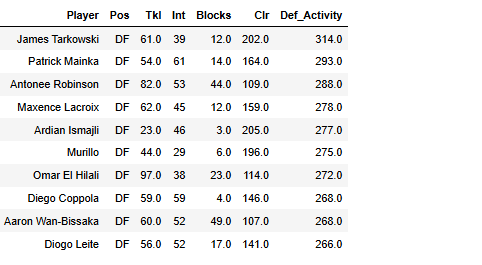 Player Pos Tkl Int Blocks Clr Def_Activity
James Tarkowski DF 61.0 39 12.0 202.0 314.0
Patrick Mainka DF 54.0 61 14.0 164.0 293.0
Antonee Robinson DF 82.0 53 44.0 109.0 288.0
Maxence Lacroix DF 62.0 45 12.0 159.0 278.0
Ardian Ismajli DF 23.0 46 3.0 205.0 277.0
Murillo DF 44.0 29 6.0 196.0 275.0
Omar El Hilali DF 97.0 38 23.0 114.0 272.0
Diego Coppola DF 59.0 59 4.0 146.0 268.0
Aaron Wan-Bissaka DF 60.0 52 49.0 107.0 268.0
Diogo Leite DF 56.0 52 17.0 141.0 266.0